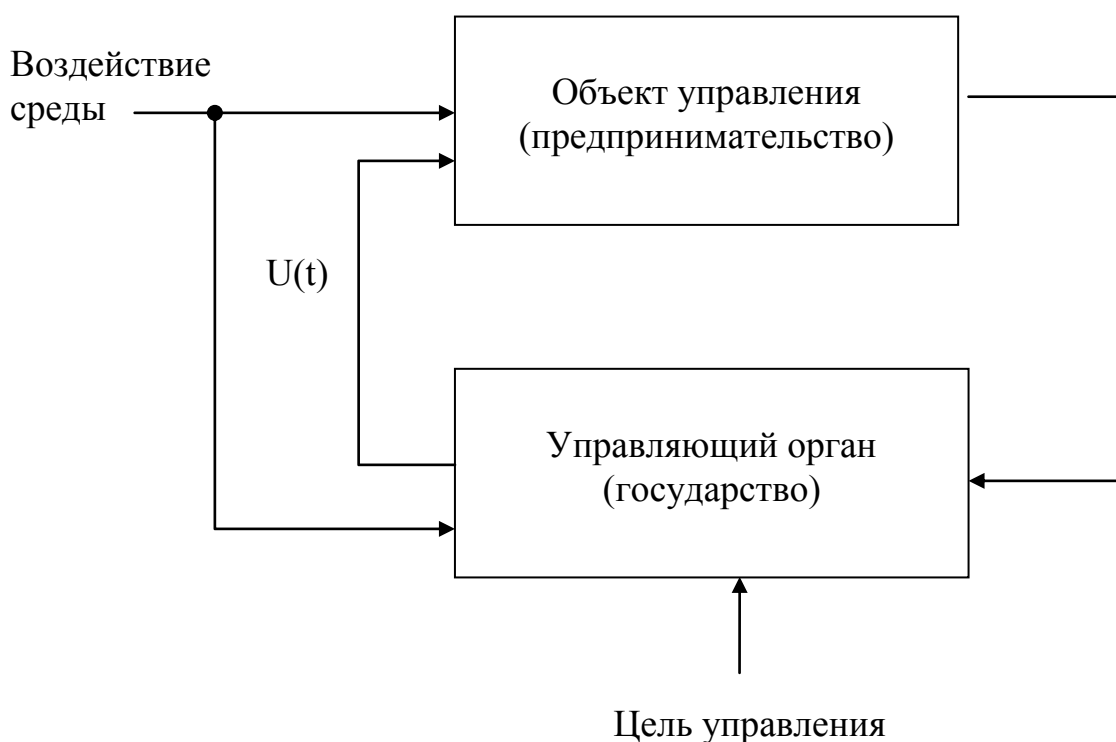 Воздействие
среды
Объект управления
(предпринимательство)
U(t)
Управляющий орган
(государство)
Цель управления